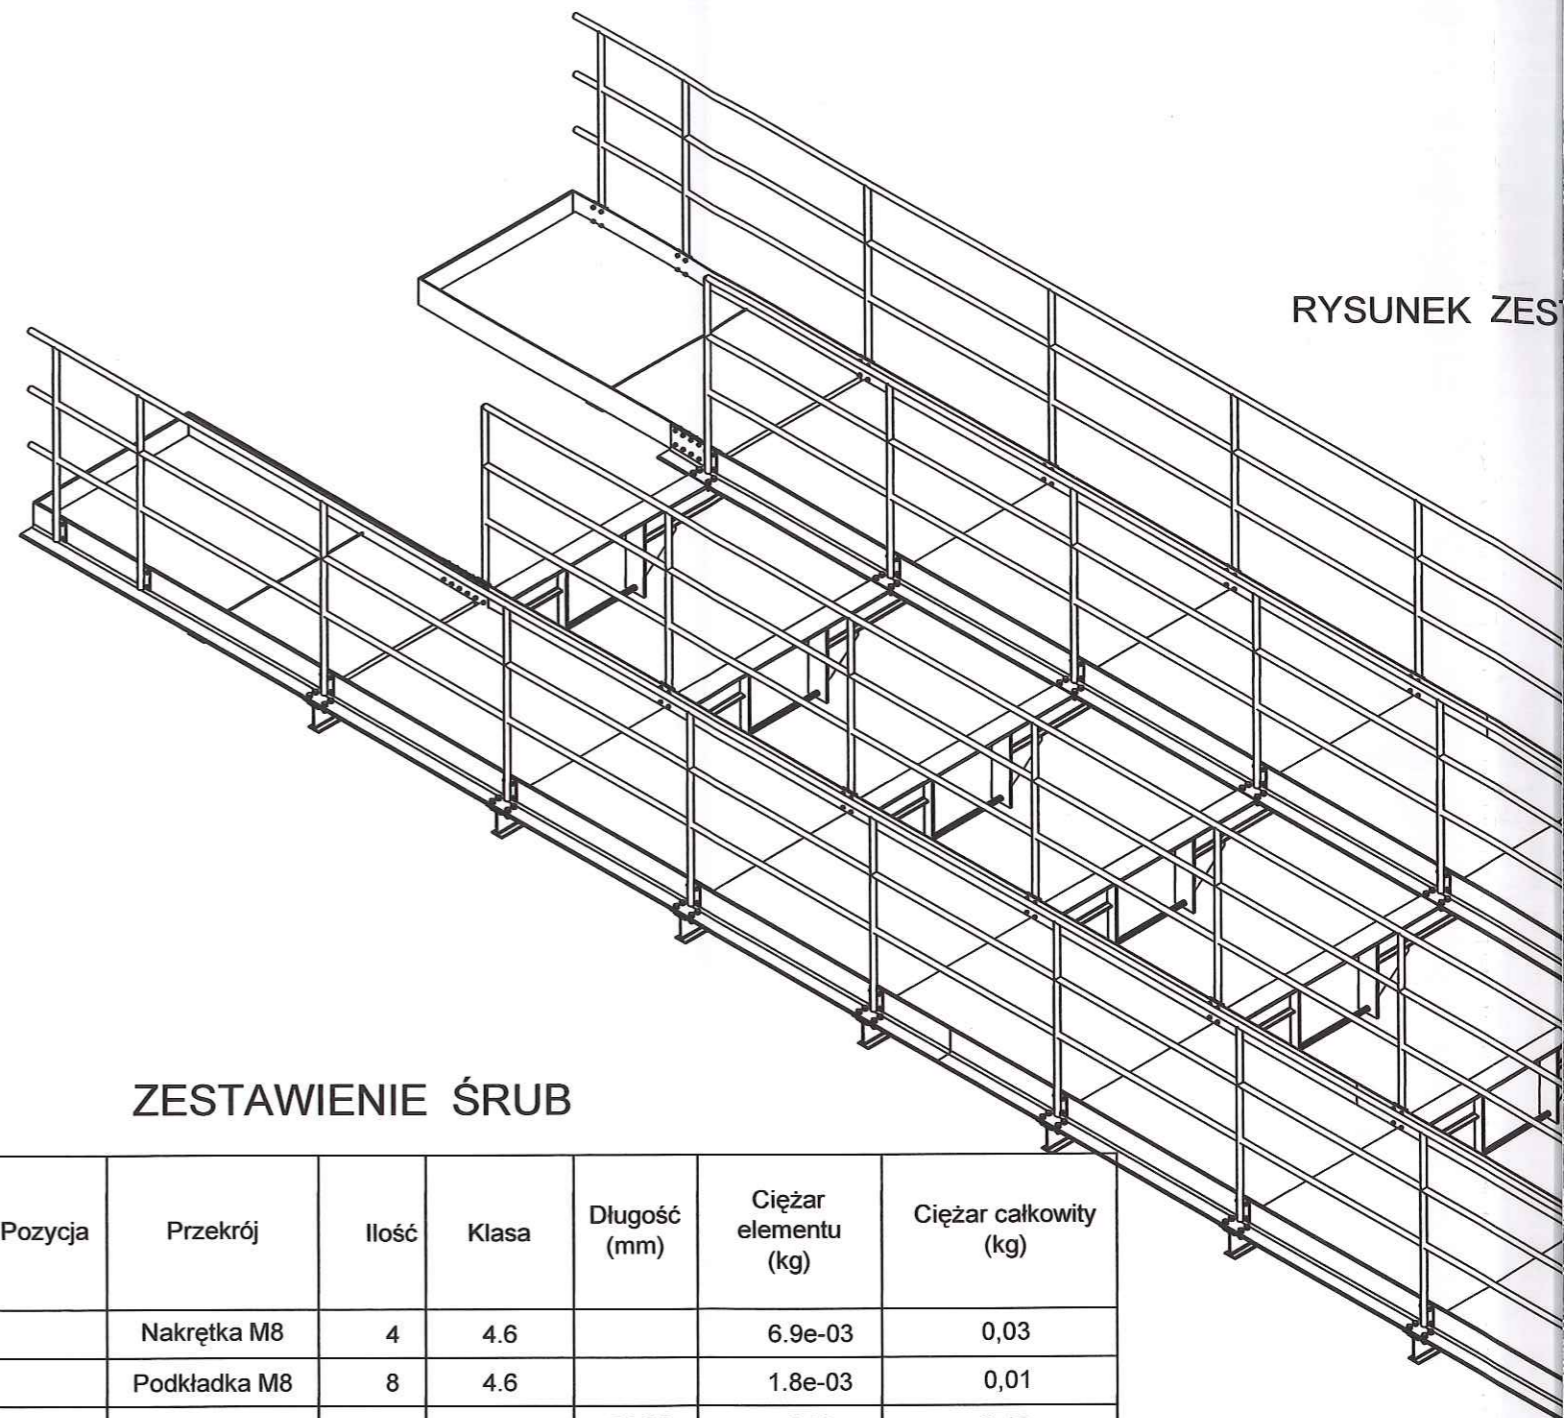 RYSUNEK
ZESTAWIENIE ŚRUB
Pozycja Przekrój Ilość Klasa Długość (mm) Ciężar elementu (kg) Ciężar całkowity (kg)
Nakrętka M8 4 4.6 6.9e-03 0,03
Podkładka M8 8 4.6 1.8e-03 0,01